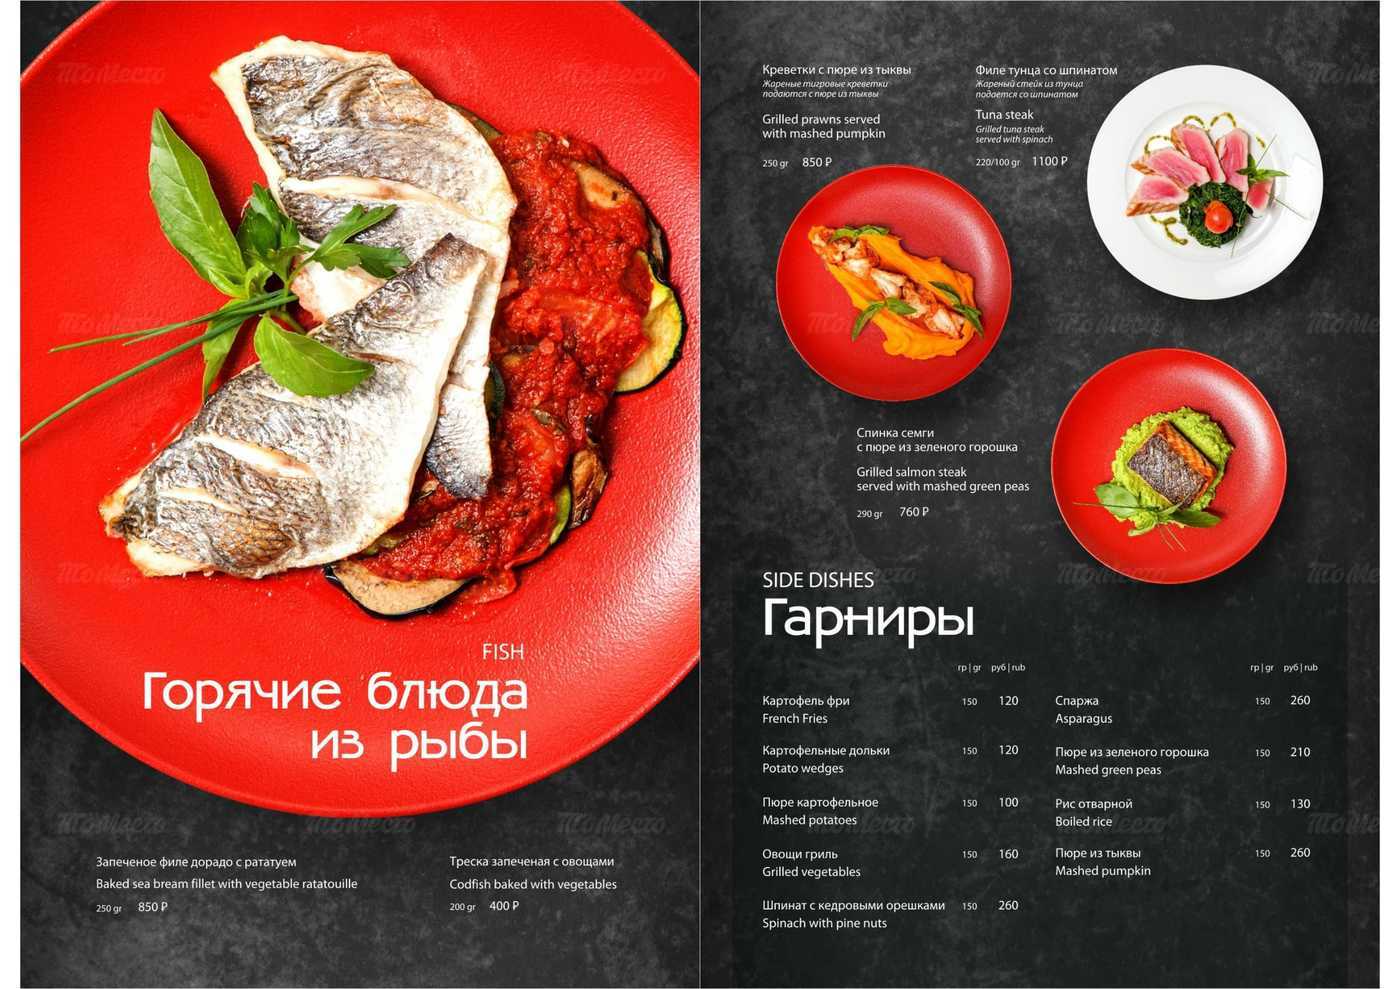 FISH
Горячие блюда
из рыбы
Запеченое филе дорадо с рататуем
Baked sea bream fillet with vegetable ratatouille
250 gr 850 ₽
Треска запеченая с овощами
Codfish baked with vegetables
200 gr 400 ₽
Креветки с пюре из тыквы
Жареные тигровые креветки
подаются с пюре из тыквы
Grilled prawns served
with mashed pumpkin
250 gr 850 ₽
Филе тунца со шпинатом
Жареный стейк из тунца
подается со шпинатом
Tuna steak
Grilled tuna steak
served with spinach
220/100 gr 1100 ₽
Спинка семги
с пюре из зеленого горошка
Grilled salmon steak
served with mashed green peas
290 gr 760 ₽
SIDE DISHES
Гарниры
гр | gr руб | rub
Картофель фри 150 120
French Fries
Картофельные дольки 150 120
Potato wedges
Пюре картофельное 150 100
Mashed potatoes
Овощи гриль 150 160
Grilled vegetables
Шпинат с кедровыми орешками 150 260
Spinach with pine nuts
гр | gr руб | rub
Спаржа 150 260
Asparagus
Пюре из зеленого горошка 150 210
Mashed green peas
Рис отварной 150 130
Boiled rice
Пюре из тыквы 150 260
Mashed pumpkin
ТоМесто